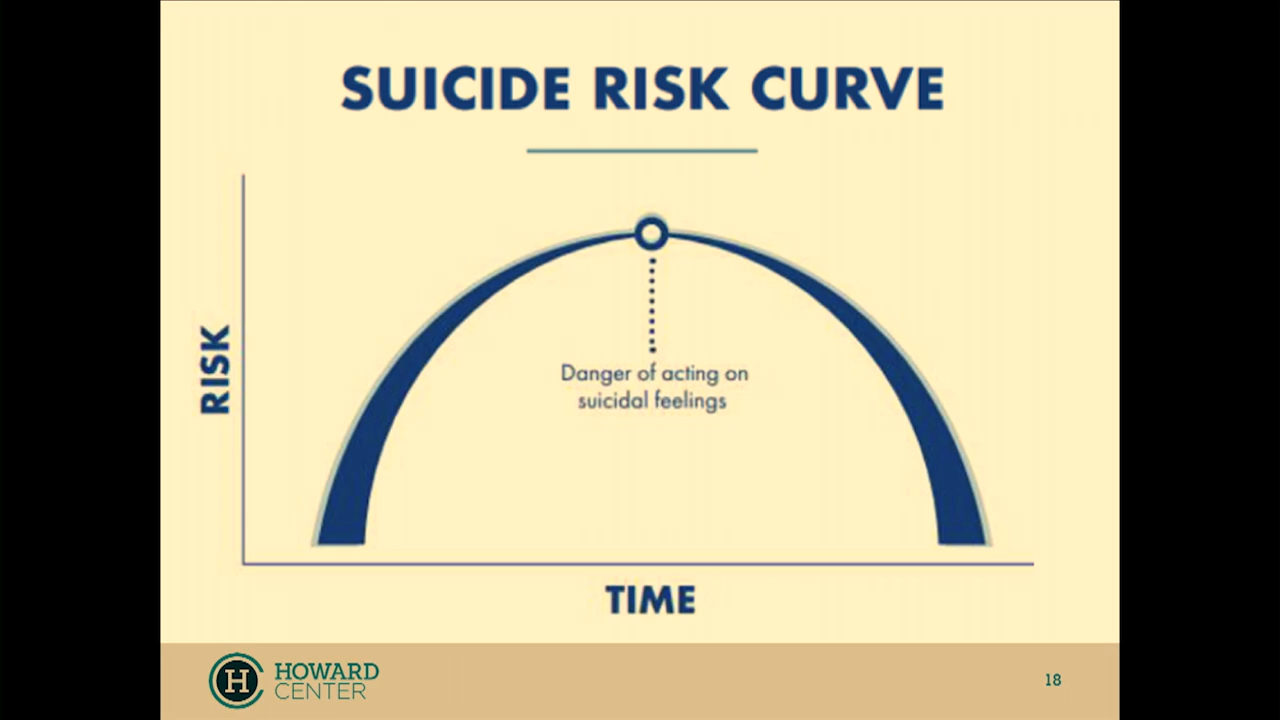 SUICIDE RISK CURVE
RISK
Danger of acting on
suicidal feelings
TIME
H
HOWARD
CENTER
18